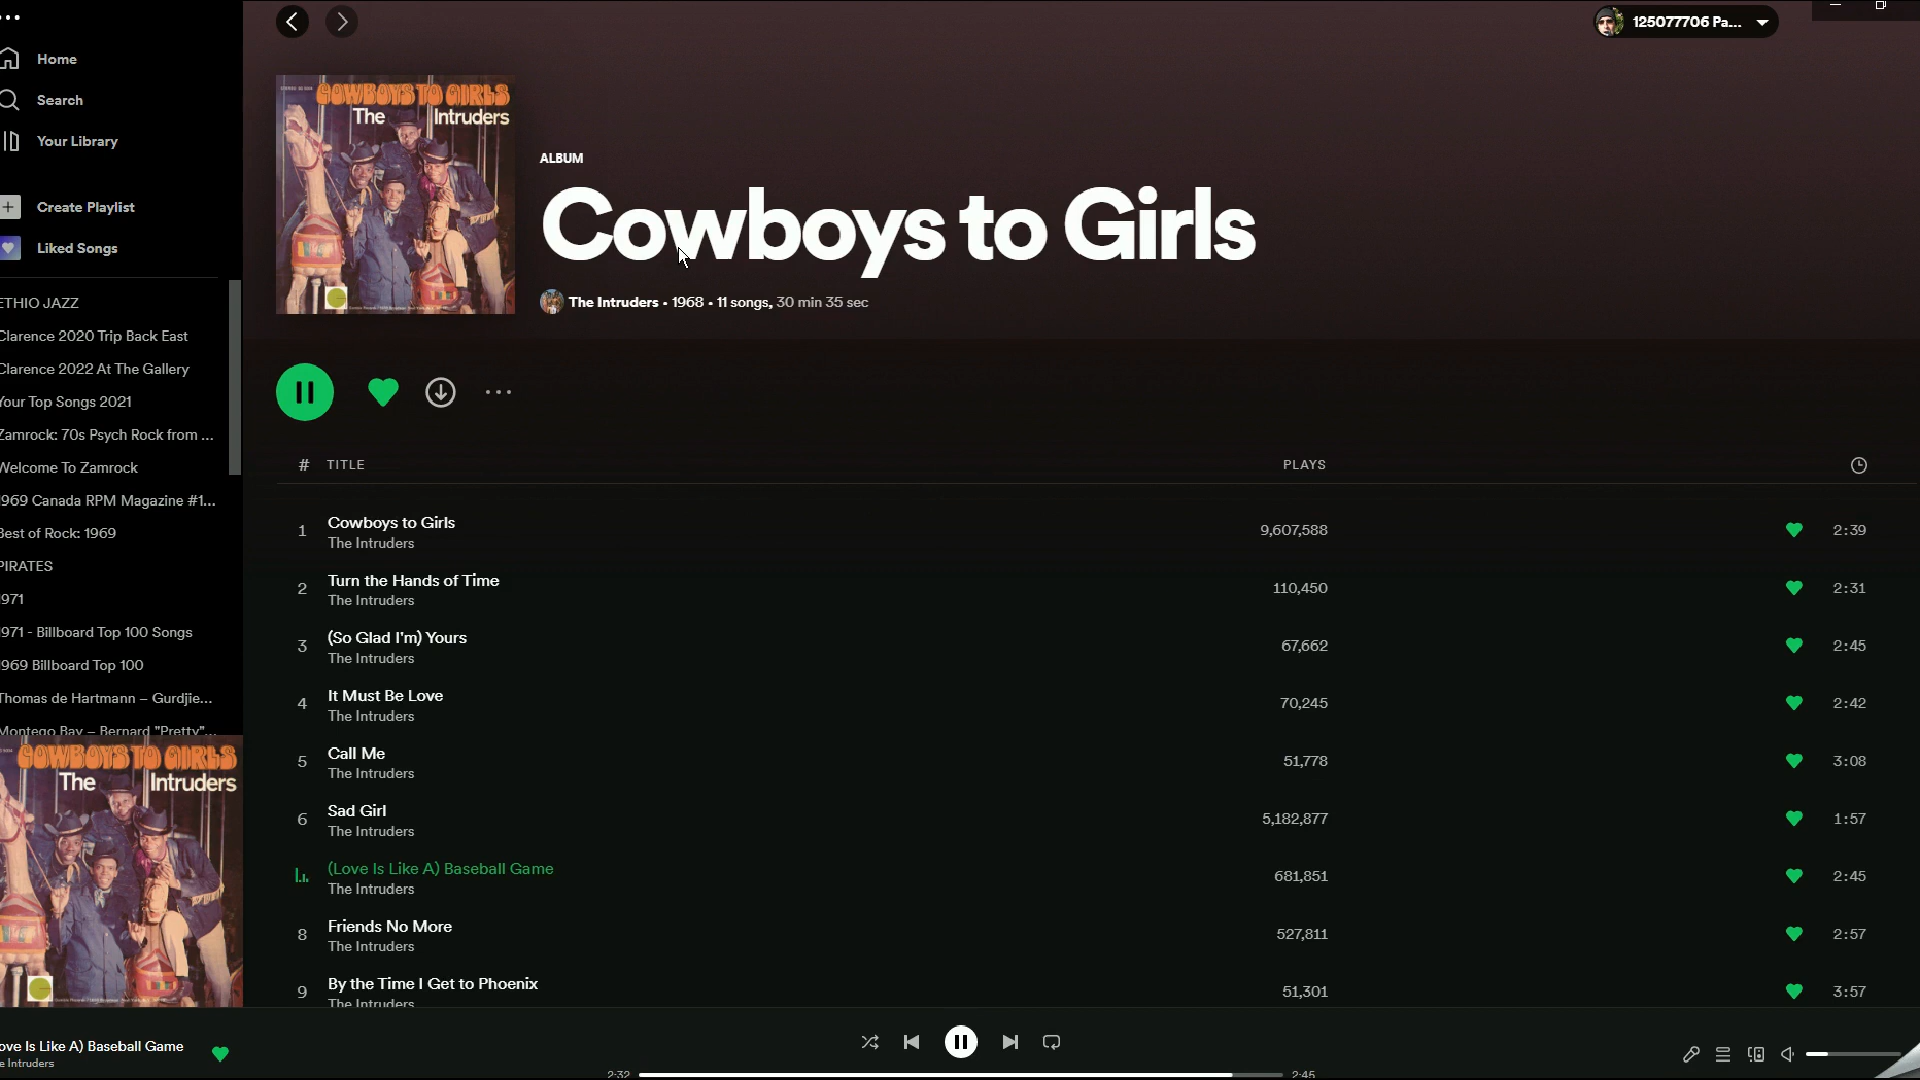 Home
Search
Your Library
Create Playlist
Liked Songs
ETHIO JAZZ
Clarence 2020 Trip Back East
Clarence 2022 At The Gallery
Your Top Songs 2021
Zamrock: 70s Psych Rock from ...
Welcome To Zamrock
969 Canada RPM Magazine #1...
Best of Rock: 1969
PIRATES
971
971 - Billboard Top 100 Songs
969 Billboard Top 100
Thomas de Hartmann – Gurdjie...
Montego Bay – Bernard "Pretty"...
COWBOYS TO GIRLS
The Intruders
125077706 Pa...
COWBOYS TO GIRLS
The Intruders
ALBUM
Cowboys to Girls
The Intruders • 1968 • 11 songs, 30 min 35 sec
# TITLE PLAYS
1 Cowboys to Girls 9,607,588 2:39
The Intruders
2 Turn the Hands of Time 110,450 2:31
The Intruders
3 (So Glad I'm) Yours 67,662 2:45
The Intruders
4 It Must Be Love 70,245 2:42
The Intruders
5 Call Me 51,778 3:08
The Intruders
6 Sad Girl 5,182,877 1:57
The Intruders
(Love Is Like A) Baseball Game 681,851 2:45
The Intruders
8 Friends No More 527,811 2:57
The Intruders
9 By the Time I Get to Phoenix 51,301 3:57
The Intruders
ove Is Like A) Baseball Game
e Intruders
2:32 2:45